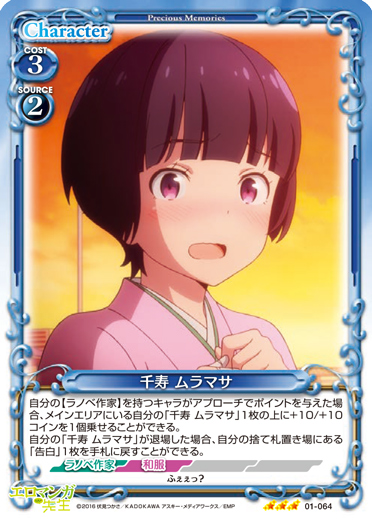 Precious Memories
Character
COST
3
SOURCE
2
千寿 ムラマサ
自分の【ラノベ作家】を持つキャラがアプローチでポイントを与えた場
合、メインエリアにいる自分の「千寿 ムラマサ」1枚の上に+10/+10
コインを1個乗せることができる。
自分の「千寿 ムラマサ」が退場した場合、自分の捨て札置き場にある
【告白】1枚を手札に戻すことができる。
ラノベ作家 和服
ふぇぇっ?
エロマンガ
先生
©2016 伏見つかさ/KADOKAWA アスキー・メディアワークス/EMP
01-064